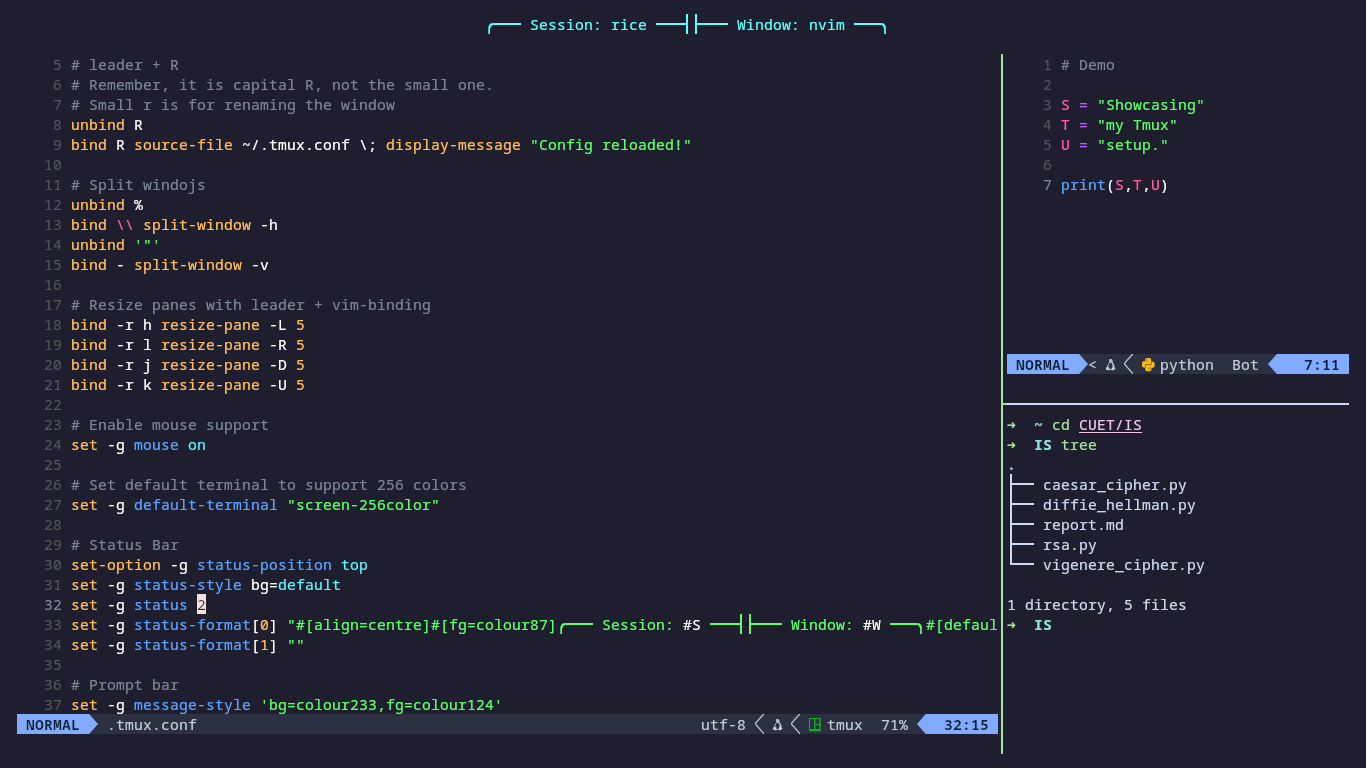 ╭── Session: rice ──┤├── Window: nvim ──╮
5 # leader + R
6 # Remember, it is capital R, not the small one.
7 # Small r is for renaming the window
8 unbind R
9 bind R source-file ~/.tmux.conf \; display-message "Config reloaded!"
10
11 # Split windojs
12 unbind %
13 bind \\ split-window -h
14 unbind '"'
15 bind - split-window -v
16
17 # Resize panes with leader + vim-binding
18 bind -r h resize-pane -L 5
19 bind -r l resize-pane -R 5
20 bind -r j resize-pane -D 5
21 bind -r k resize-pane -U 5
22
23 # Enable mouse support
24 set -g mouse on
25
26 # Set default terminal to support 256 colors
27 set -g default-terminal "screen-256color"
28
29 # Status Bar
30 set-option -g status-position top
31 set -g status-style bg=default
32 set -g status 2
33 set -g status-format[0] "#[align=centre]#[fg=colour87]╭── Session: #S ──┤├── Window: #W ──╮#[defaul
34 set -g status-format[1] ""
35
36 # Prompt bar
37 set -g message-style 'bg=colour233,fg=colour124'
NORMAL .tmux.conf utf-8 tmux 71% 32:15
1 # Demo
2
3 S = "Showcasing"
4 T = "my Tmux"
5 U = "setup."
6
7 print(S,T,U)
NORMAL < python Bot 7:11
➜ ~ cd CUET/IS
➜ IS tree
.
├── caesar_cipher.py
├── diffie_hellman.py
├── report.md
├── rsa.py
└── vigenere_cipher.py
1 directory, 5 files
➜ IS